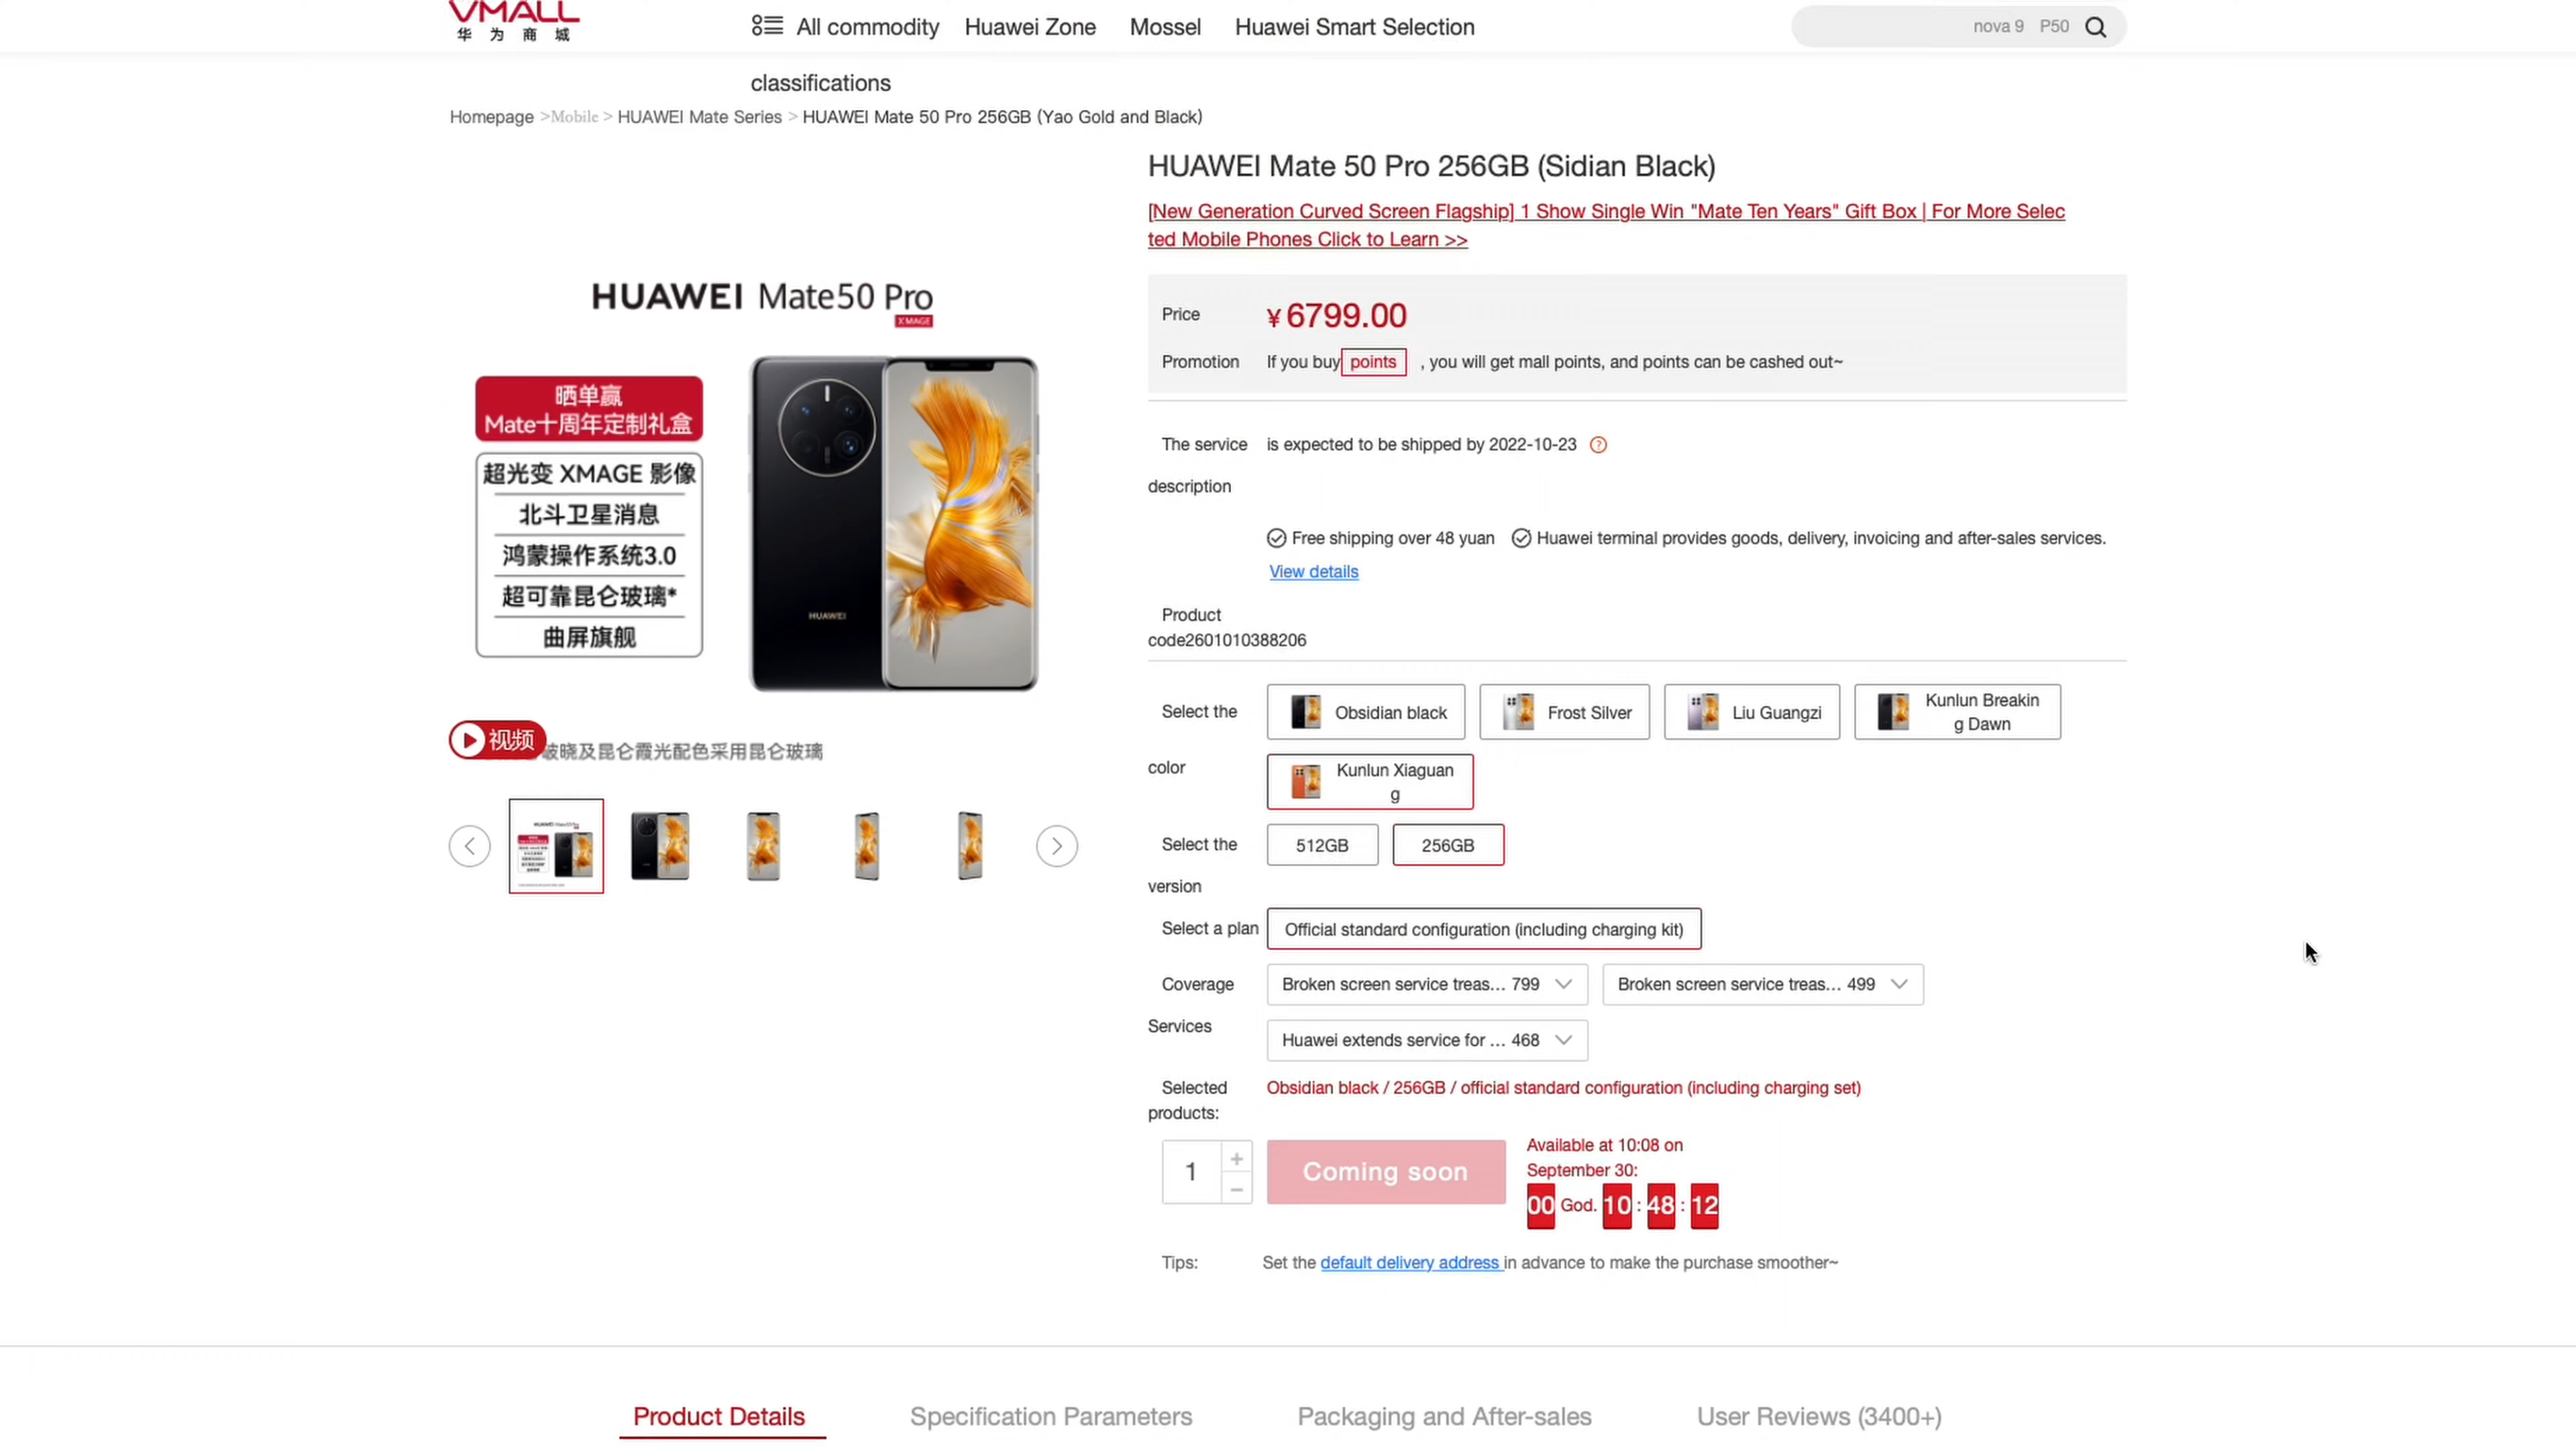 VMALL
华为商城
All commodity
classifications
Huawei Zone
Mossel
Huawei Smart Selection
nova 9 P50
Homepage >Mobile > HUAWEI Mate Series > HUAWEI Mate 50 Pro 256GB (Yao Gold and Black)
HUAWEI Mate50 Pro
XMAGE
晒单赢
Mate十周年定制礼盒
超光变 XMAGE 影像
北斗卫星消息
鸿蒙操作系统3.0
超可靠昆仑玻璃*
曲屏旗舰
HUAWEI
视频
破晓及昆仑霞光配色采用昆仑玻璃
HUAWEI Mate 50 Pro 256GB (Sidian Black)
[New Generation Curved Screen Flagship] 1 Show Single Win "Mate Ten Years" Gift Box | For More Selec
ted Mobile Phones Click to Learn >>
Price ¥ 6799.00
Promotion If you buy points , you will get mall points, and points can be cashed out~
The service is expected to be shipped by 2022-10-23 ?
description
Free shipping over 48 yuan Huawei terminal provides goods, delivery, invoicing and after-sales services.
View details
Product
code2601010388206
Select the
color
Obsidian black
Frost Silver
Liu Guangzi
Kunlun Breakin
g Dawn
Kunlun Xiaguan
g
Select the
version
512GB
256GB
Select a plan Official standard configuration (including charging kit)
Coverage
Services
Broken screen service treas... 799
Broken screen service treas... 499
Huawei extends service for ... 468
Selected
products:
Obsidian black / 256GB / official standard configuration (including charging set)
1 + −
Coming soon
Available at 10:08 on
September 30:
00 God. 10 : 48 : 12
Tips: Set the default delivery address in advance to make the purchase smoother~
Product Details
Specification Parameters
Packaging and After-sales
User Reviews (3400+)